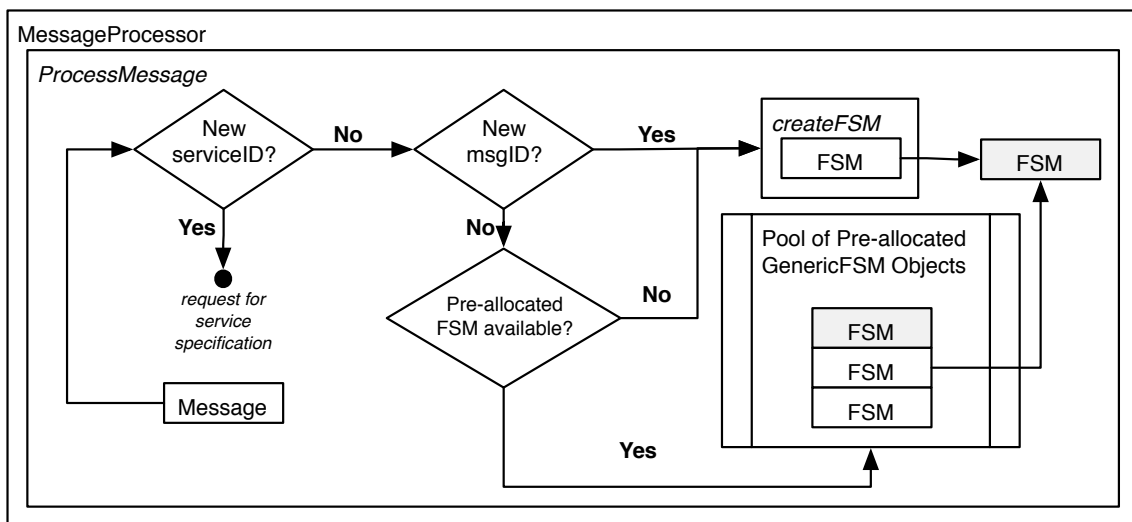 MessageProcessor
ProcessMessage
New
serviceID?
No
New
msgID?
Yes
createFSM
FSM
FSM
Yes
No
request for
service
specification
Pre-allocated
FSM available?
No
Pool of Pre-allocated
GenericFSM Objects
FSM
FSM
FSM
Message
Yes